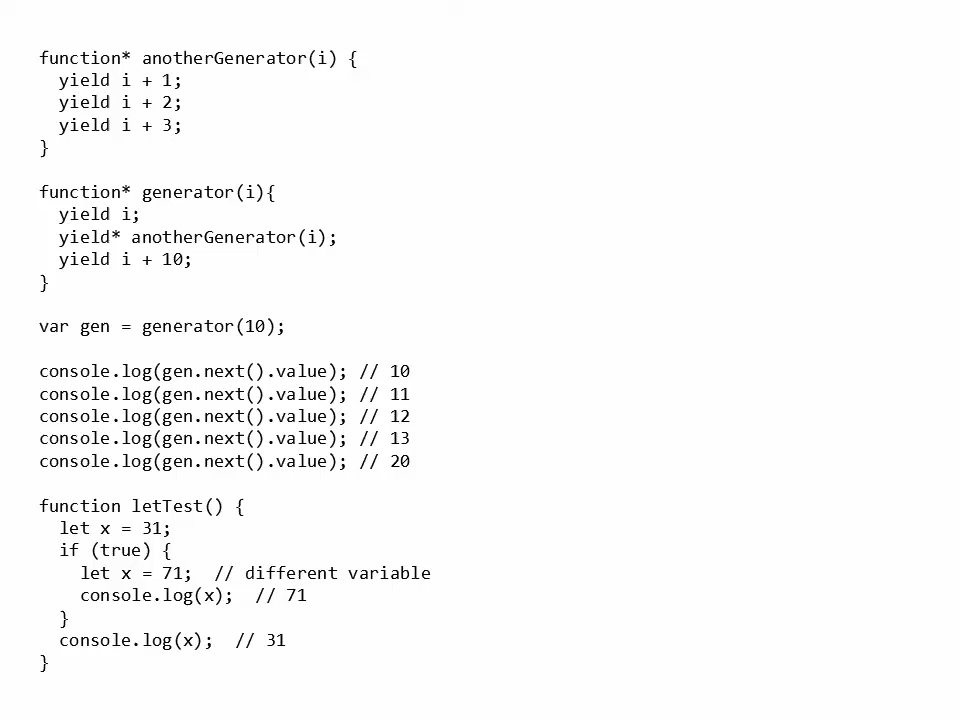 function* anotherGenerator(i) {
  yield i + 1;
  yield i + 2;
  yield i + 3;
}

function* generator(i){
  yield i;
  yield* anotherGenerator(i);
  yield i + 10;
}

var gen = generator(10);

console.log(gen.next().value); // 10
console.log(gen.next().value); // 11
console.log(gen.next().value); // 12
console.log(gen.next().value); // 13
console.log(gen.next().value); // 20

function letTest() {
  let x = 31;
  if (true) {
    let x = 71;  // different variable
    console.log(x);  // 71
  }
  console.log(x);  // 31
}